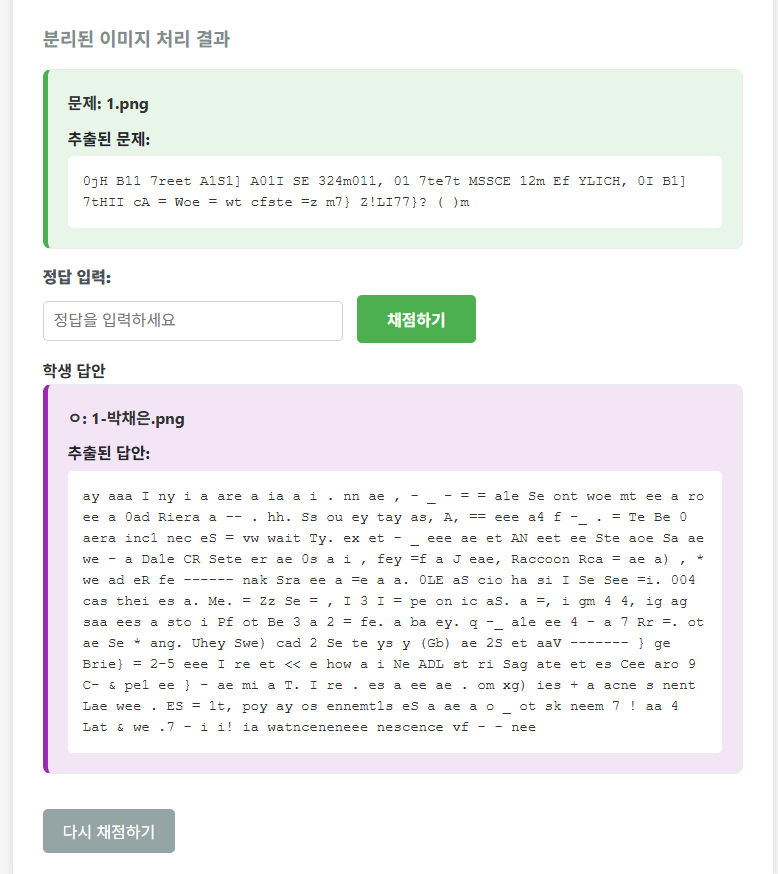 분리된 이미지 처리 결과
문제: 1.png
추출된 문제:
0jH B11 7reet A1S1] A01I SE 324m011, 01 7te7t MSSCE 12m Ef YLICH, 0I B1]
7tHII cA = Woe = wt cfste =z m7} Z!LI77}? ( )m
정답 입력:
정답을 입력하세요
채점하기
학생 답안
ㅇ: 1-박채은.png
추출된 답안:
ay aaa I ny i a are a ia a i . nn ae , - _ - = = a1e Se ont woe mt ee a ro
ee a 0ad Riera a -- . hh. Ss ou ey tay as, A, == eee a4 f -_ . = Te Be 0
aera inc1 nec eS = vw wait Ty. ex et - _ eee ae et AN eet ee Ste aoe Sa ae
we - a Da1e CR Sete er ae 0s a i , fey =f a J eae, Raccoon Rca = ae a) , *
we ad eR fe ------ nak Sra ee a =e a a. 0LE aS cio ha si I Se See =i. 004
cas thei es a. Me. = Zz Se = , I 3 I = pe on ic aS. a =, i gm 4 4, ig ag
saa ees a sto i Pf ot Be 3 a 2 = fe. a ba ey. q -_ a1e ee 4 - a 7 Rr =. ot
ae Se * ang. Uhey Swe) cad 2 Se te ys y (Gb) ae 2S et aaV ------- } ge
Brie} = 2-5 eee I re et << e how a i Ne ADL st ri Sag ate et es Cee aro 9
C- & pe1 ee } - ae mi a T. I re . es a ee ae . om xg) ies + a acne s nent
Lae wee . ES = 1t, poy ay os ennemt1s eS a ae a o _ ot sk neem 7 ! aa 4
Lat & we .7 - i i! ia watnceneneee nescence vf - - nee
다시 채점하기